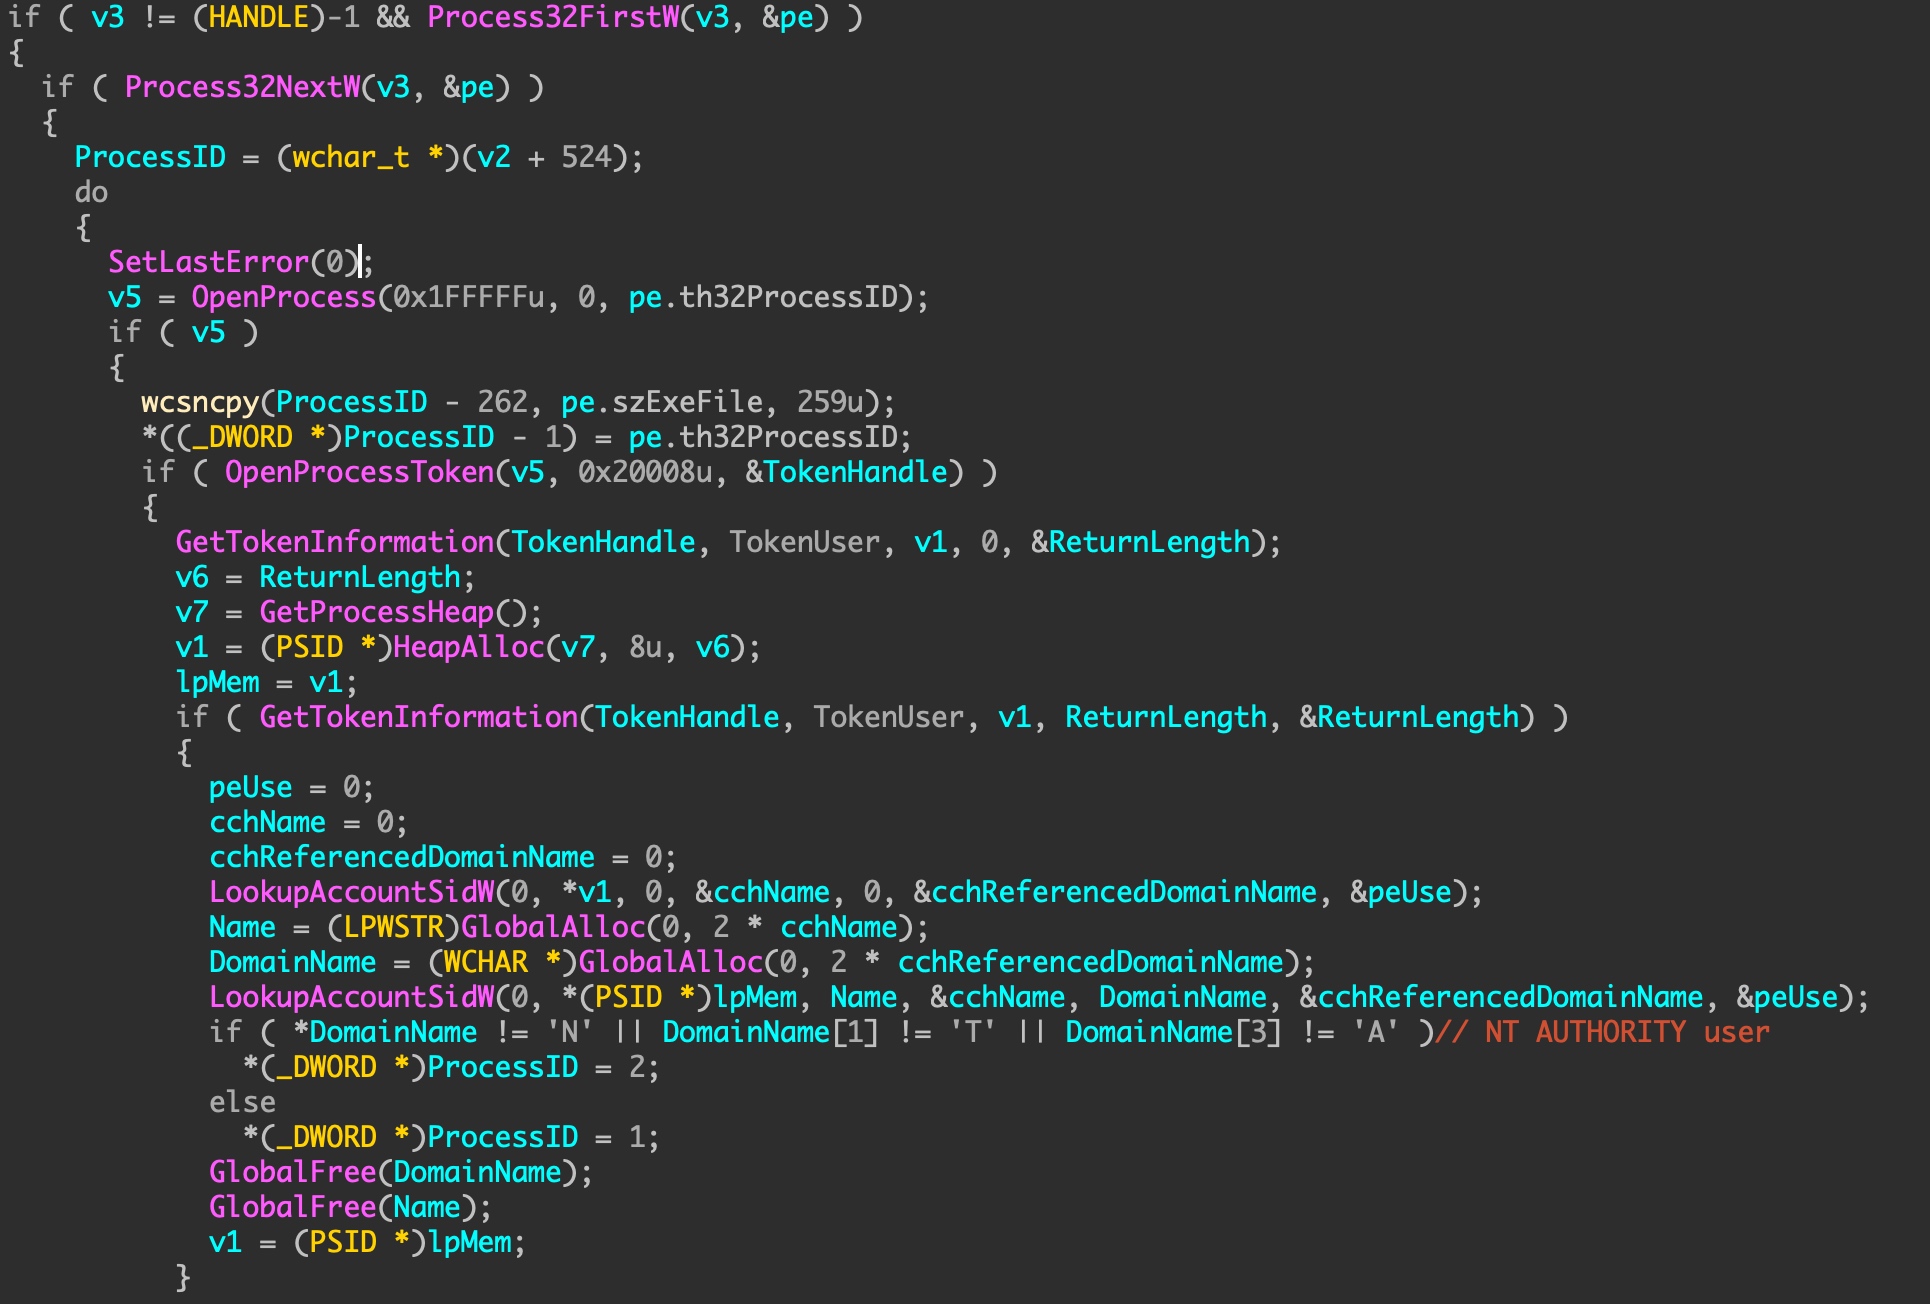 if ( v3 != (HANDLE)-1 && Process32FirstW(v3, &pe) )
{
  if ( Process32NextW(v3, &pe) )
  {
    ProcessID = (wchar_t *)(v2 + 524);
    do
    {
      SetLastError(0);
      v5 = OpenProcess(0x1FFFFFu, 0, pe.th32ProcessID);
      if ( v5 )
      {
        wcsncpy(ProcessID - 262, pe.szExeFile, 259u);
        *((_DWORD *)ProcessID - 1) = pe.th32ProcessID;
        if ( OpenProcessToken(v5, 0x20008u, &TokenHandle) )
        {
          GetTokenInformation(TokenHandle, TokenUser, v1, 0, &ReturnLength);
          v6 = ReturnLength;
          v7 = GetProcessHeap();
          v1 = (PSID *)HeapAlloc(v7, 8u, v6);
          lpMem = v1;
          if ( GetTokenInformation(TokenHandle, TokenUser, v1, ReturnLength, &ReturnLength) )
          {
            peUse = 0;
            cchName = 0;
            cchReferencedDomainName = 0;
            LookupAccountSidW(0, *v1, 0, &cchName, 0, &cchReferencedDomainName, &peUse);
            Name = (LPWSTR)GlobalAlloc(0, 2 * cchName);
            DomainName = (WCHAR *)GlobalAlloc(0, 2 * cchReferencedDomainName);
            LookupAccountSidW(0, *(PSID *)lpMem, Name, &cchName, DomainName, &cchReferencedDomainName, &peUse);
            if ( *DomainName != 'N' || DomainName[1] != 'T' || DomainName[3] != 'A' )// NT AUTHORITY user
              *(_DWORD *)ProcessID = 2;
            else
              *(_DWORD *)ProcessID = 1;
            GlobalFree(DomainName);
            GlobalFree(Name);
            v1 = (PSID *)lpMem;
          }